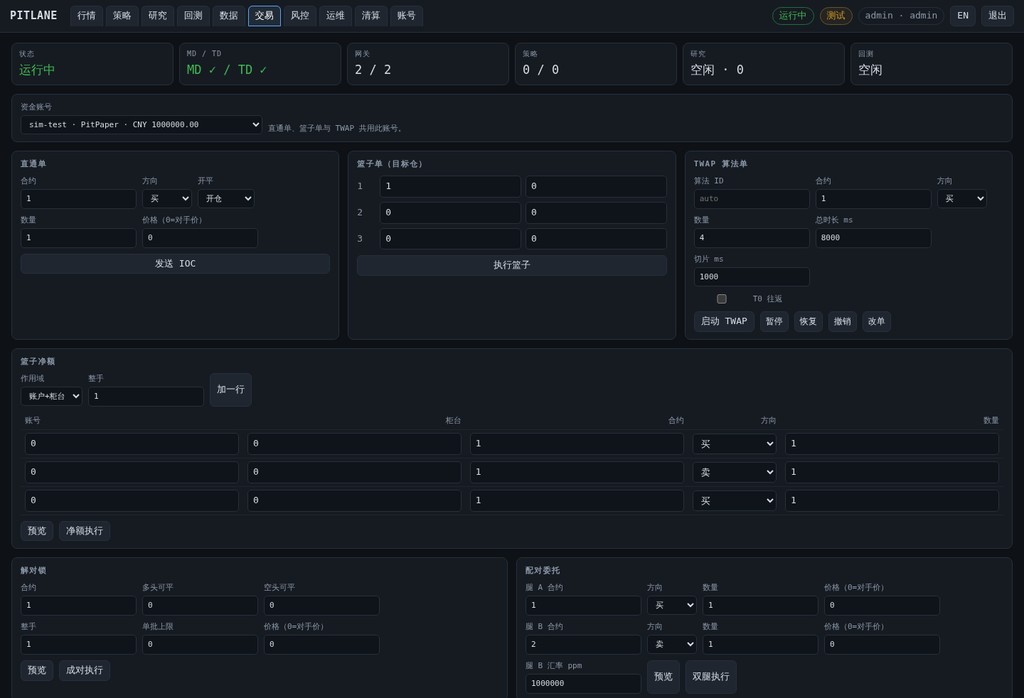 PITLANE 行情 策略 研究 回测 数据 交易 风控 运维 清算 账号 运行中 测试 admin · admin EN 退出
状态 MD / TD 网关 策略 研究 回测
运行中 MD ✓ / TD ✓ 2 / 2 0 / 0 空闲 · 0 空闲
资金账号
sim-test · PitPaper · CNY 1000000.00 直通单、篮子单与 TWAP 共用此账号。
直通单
合约 方向 开平
1 买 开仓
数量 价格（0=对手价）
1 0
发送 IOC
篮子单（目标仓）
1 1 0
2 0 0
3 0 0
执行篮子
TWAP 算法单
算法 ID 合约 方向
auto 1 买
数量 总时长 ms
4 8000
切片 ms
1000
T0 往返
启动 TWAP 暂停 恢复 撤销 改单
篮子净额
作用域 整手
账户+柜台 1 加一行
账号 柜台 合约 方向 数量
0 0 1 买 1
0 0 1 卖 1
0 0 1 买 1
预览 净额执行
解对锁
合约 多头可平 空头可平
1 0 0
整手 单批上限 价格（0=对手价）
1 0 0
预览 成对执行
配对委托
腿 A 合约 方向 数量 价格（0=对手价）
1 买 1 0
腿 B 合约 方向 数量 价格（0=对手价）
2 卖 1 0
腿 B 汇率 ppm
1000000 预览 双腿执行